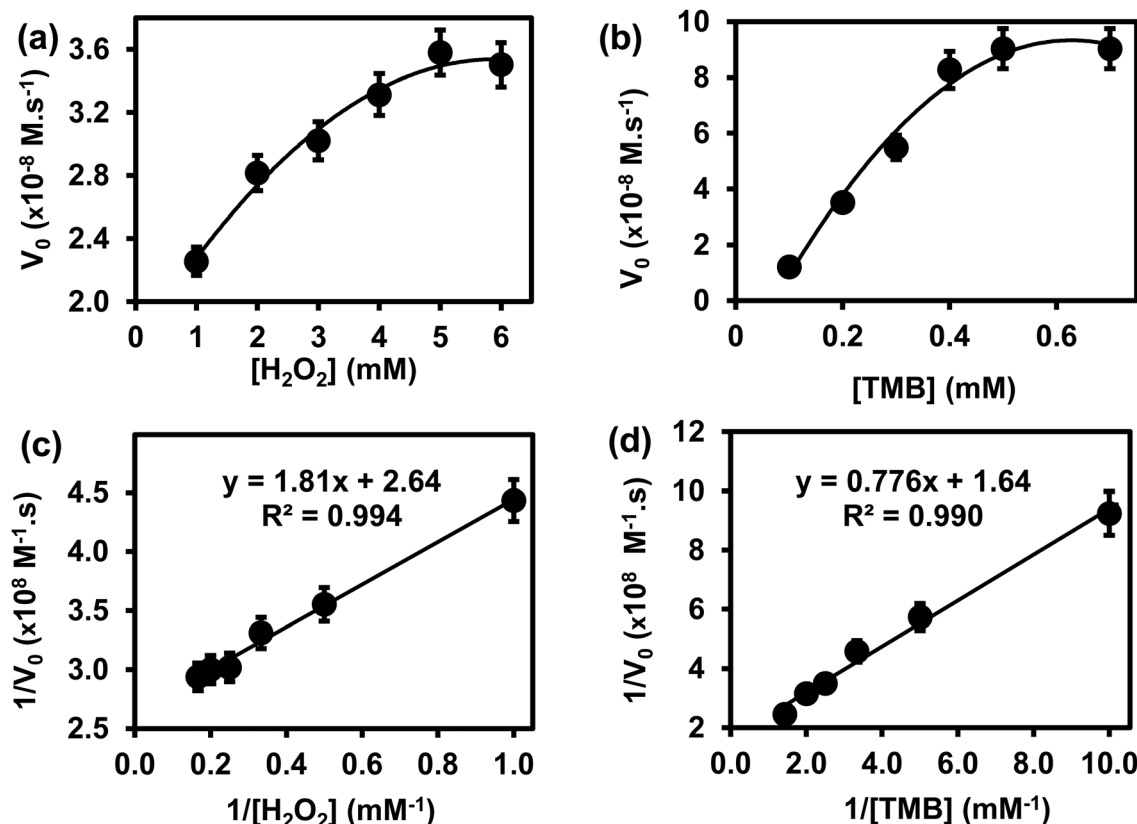 (a)
V₀ (x10⁻⁸ M.s⁻¹)
3.6
3.2
2.8
2.4
2.0
0 1 2 3 4 5 6
[H₂O₂] (mM)
(b)
V₀ (x10⁻⁸ M.s⁻¹)
10
8
6
4
2
0
0 0.2 0.4 0.6
[TMB] (mM)
(c)
1/V₀ (x10⁸ M⁻¹.s)
y = 1.81x + 2.64
R² = 0.994
4.5
4.0
3.5
3.0
2.5
0.0 0.2 0.4 0.6 0.8 1.0
1/[H₂O₂] (mM⁻¹)
(d)
1/V₀ (x10⁸ M⁻¹.s)
y = 0.776x + 1.64
R² = 0.990
12
10
8
6
4
2
0.0 2.0 4.0 6.0 8.0 10.0
1/[TMB] (mM⁻¹)